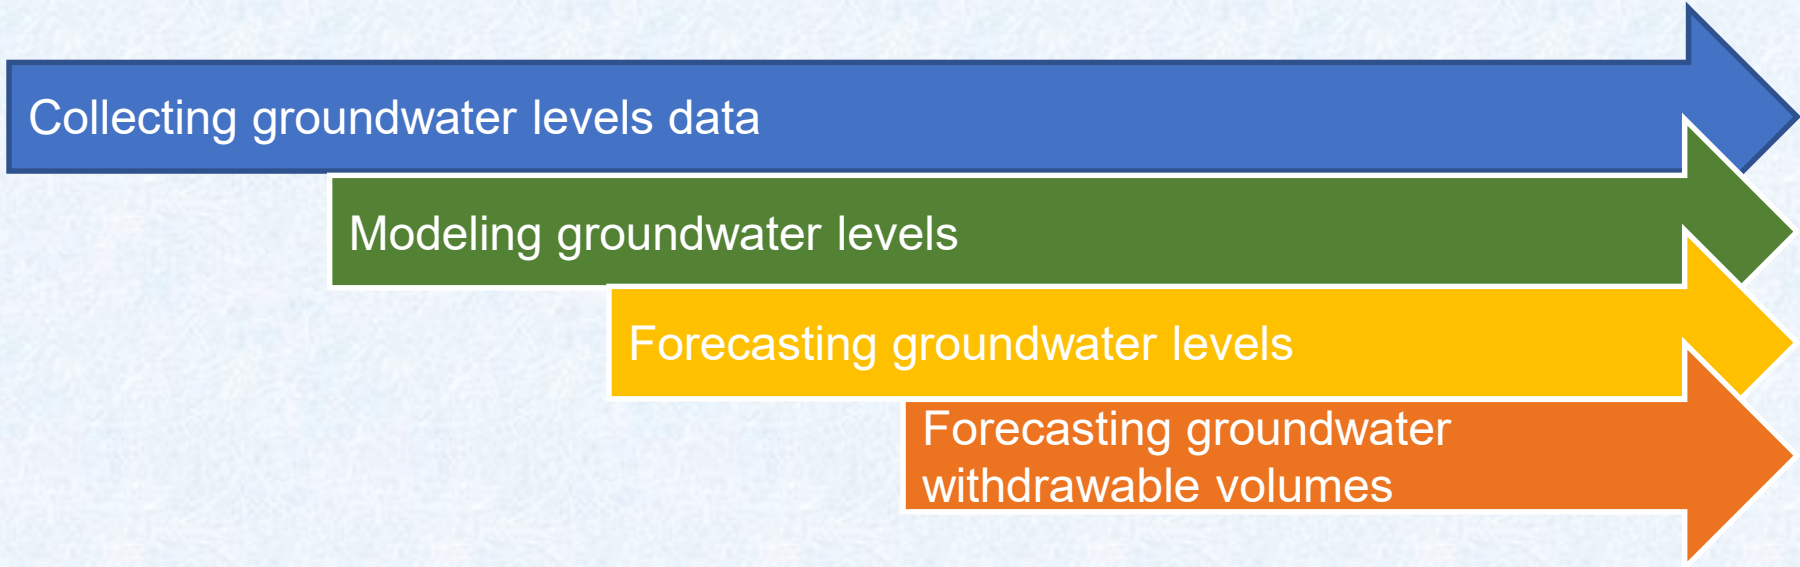 Collecting groundwater levels data
Modeling groundwater levels
Forecasting groundwater levels
Forecasting groundwater
withdrawable volumes